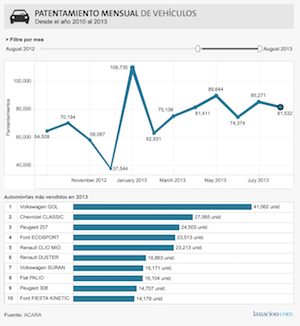 PATENTAMIENTO MENSUAL DE VEHÍCULOS
Desde el año 2010 al 2013
> Filtre por mes
August 2012 August 2013
109,735
100,000
89,644
85,271
80,000
81,532
81,411
75,138
74,374
70,194
64,509
62,931
60,000
58,087
40,000
37,544
Patentamientos
November 2012 January 2013 March 2013 May 2013 July 2013
Automóviles más vendidos en 2013
1 Volkswagen GOL 41,062 unid.
2 Chevrolet CLASSIC 27,565 unid.
3 Peugeot 207 24,503 unid.
4 Ford ECOSPORT 23,513 unid.
5 Renault CLIO MIO 23,213 unid.
6 Renault DUSTER 16,863 unid.
7 Volkswagen SURAN 16,171 unid.
8 Fiat PALIO 16,104 unid.
9 Peugeot 308 14,707 unid.
10 Ford FIESTA KINETIC 14,179 unid.
Fuente: ACARA.
lanacion.com